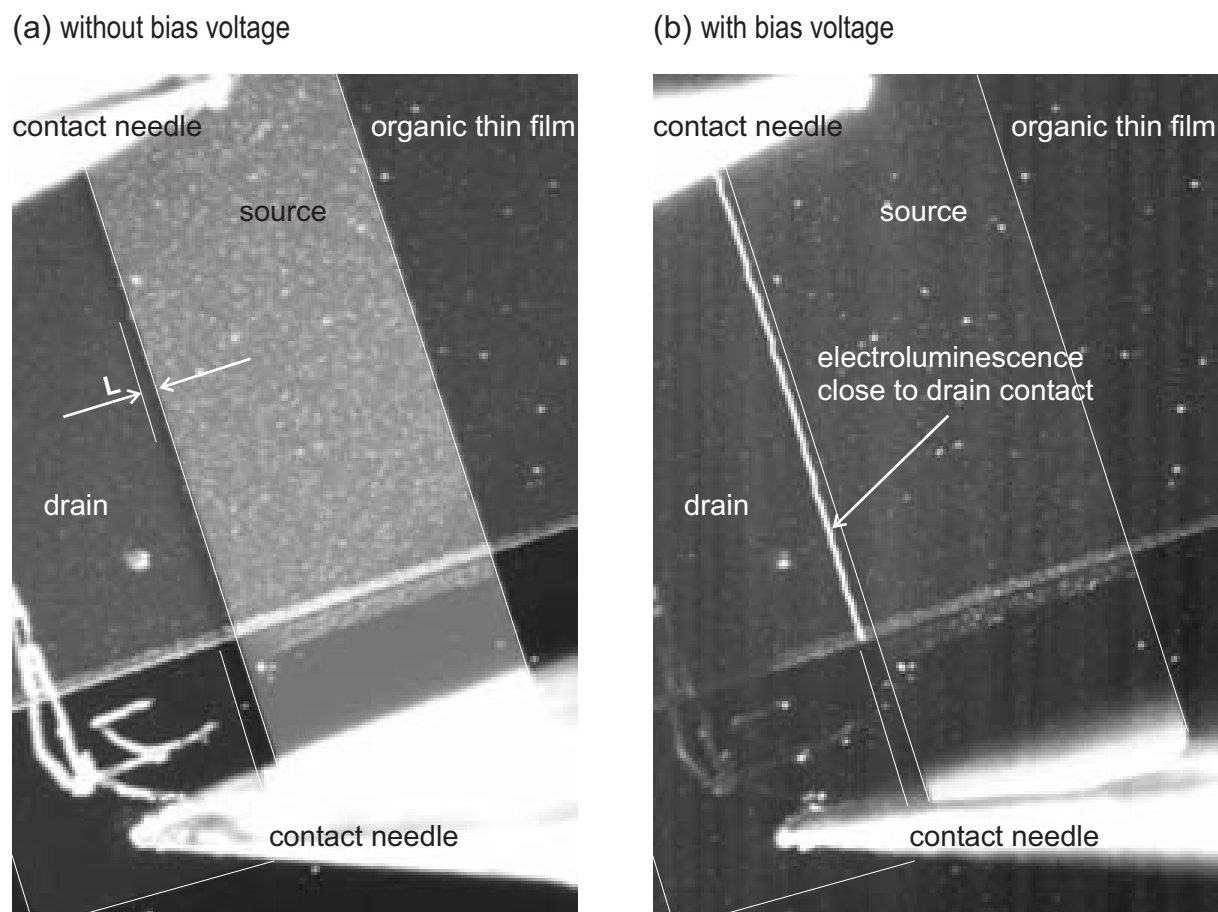 (a) without bias voltage
contact needle
organic thin film
source
L
drain
contact needle
(b) with bias voltage
contact needle
organic thin film
source
electroluminescence
close to drain contact
drain
contact needle